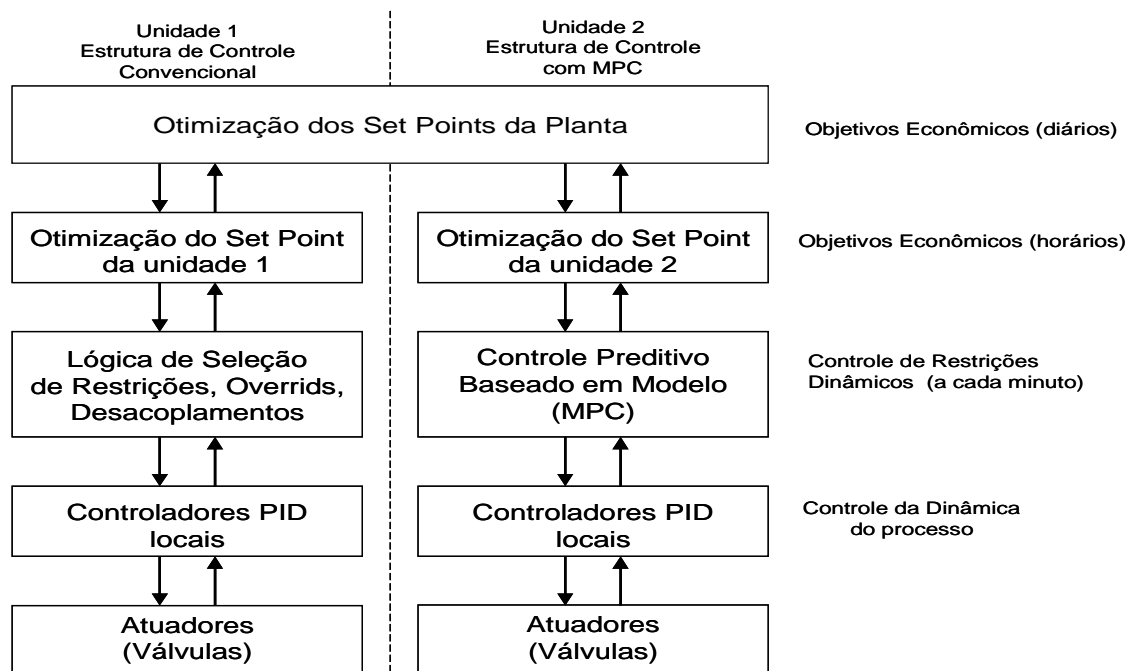 Unidade 1
Estrutura de Controle
Convencional
Unidade 2
Estrutura de Controle
com MPC
Otimização dos Set Points da Planta
Objetivos Econômicos (diários)
Otimização do Set Point
da unidade 1
Otimização do Set Point
da unidade 2
Objetivos Econômicos (horários)
Lógica de Seleção
de Restrições, Overrids,
Desacoplamentos
Controle Preditivo
Baseado em Modelo
(MPC)
Controle de Restrições
Dinâmicos (a cada minuto)
Controladores PID
locais
Controladores PID
locais
Controle da Dinâmica
do processo
Atuadores
(Válvulas)
Atuadores
(Válvulas)